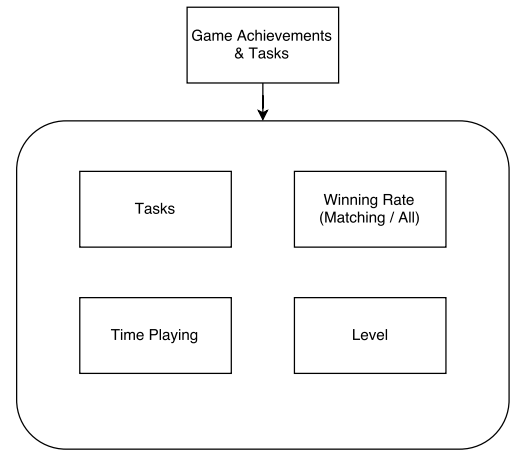 Game Achievements
& Tasks
Tasks
Winning Rate
(Matching / All)
Time Playing
Level